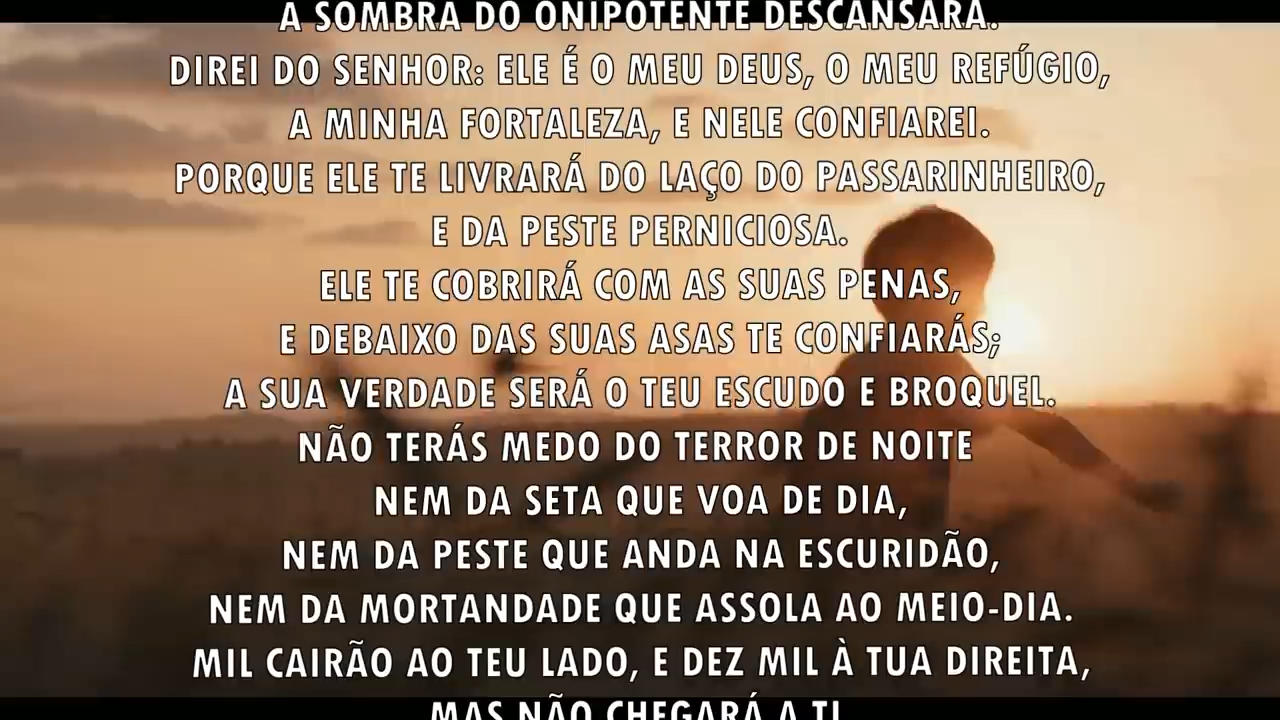 A SOMBRA DO ONIPOTENTE DESCANSARÁ.
DIREI DO SENHOR: ELE É O MEU DEUS, O MEU REFÚGIO,
A MINHA FORTALEZA, E NELE CONFIAREI.
PORQUE ELE TE LIVRARÁ DO LAÇO DO PASSARINHEIRO,
E DA PESTE PERNICIOSA.
ELE TE COBRIRÁ COM AS SUAS PENAS,
E DEBAIXO DAS SUAS ASAS TE CONFIARÁS;
A SUA VERDADE SERÁ O TEU ESCUDO E BROQUEL.
NÃO TERÁS MEDO DO TERROR DE NOITE
NEM DA SETA QUE VOA DE DIA,
NEM DA PESTE QUE ANDA NA ESCURIDÃO,
NEM DA MORTANDADE QUE ASSOLA AO MEIO-DIA.
MIL CAIRÃO AO TEU LADO, E DEZ MIL À TUA DIREITA,
MAS NÃO CHEGARÁ A TI